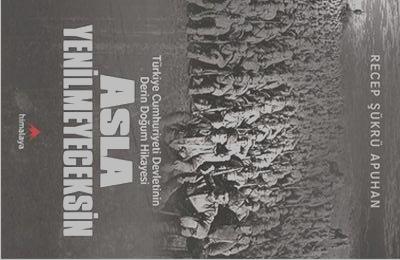 RECEP ŞÜKRÜ APUHAN
Türkiye Cumhuriyeti Devletinin
Derin Doğum Hikayesi
ASLA
YENİLMEYECEKSİN
himalaya